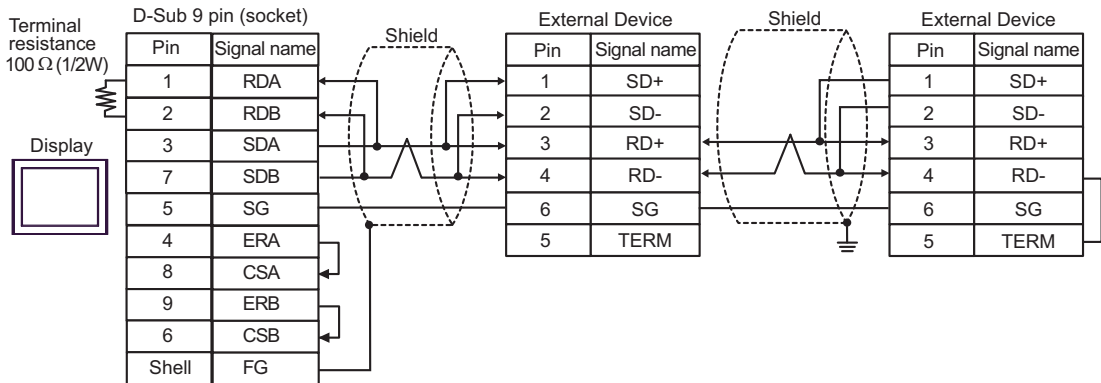 Terminal
resistance
100 Ω (1/2W)
Display
D-Sub 9 pin (socket)
Pin Signal name
1 RDA
2 RDB
3 SDA
7 SDB
5 SG
4 ERA
8 CSA
9 ERB
6 CSB
Shell FG
Shield
External Device
Pin Signal name
1 SD+
2 SD-
3 RD+
4 RD-
6 SG
5 TERM
Shield
External Device
Pin Signal name
1 SD+
2 SD-
3 RD+
4 RD-
6 SG
5 TERM